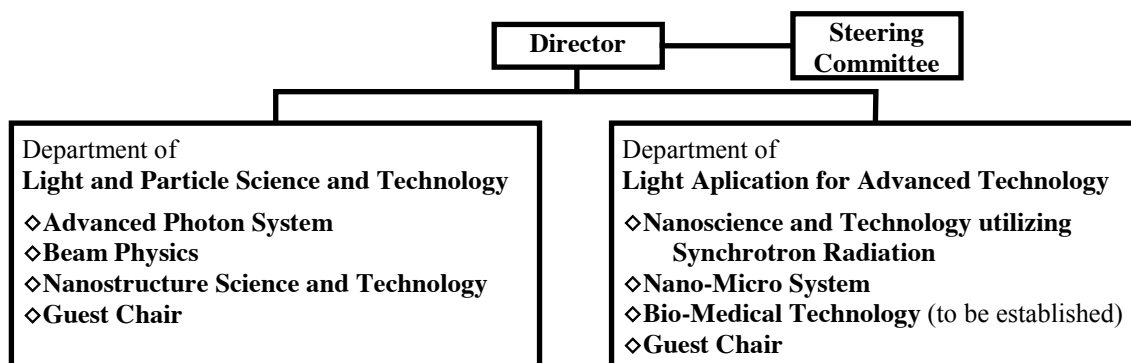 Director
Steering
Committee
Department of
Light and Particle Science and Technology
◇Advanced Photon System
◇Beam Physics
◇Nanostructure Science and Technology
◇Guest Chair
Department of
Light Aplication for Advanced Technology
◇Nanoscience and Technology utilizing
Synchrotron Radiation
◇Nano-Micro System
◇Bio-Medical Technology (to be established)
◇Guest Chair